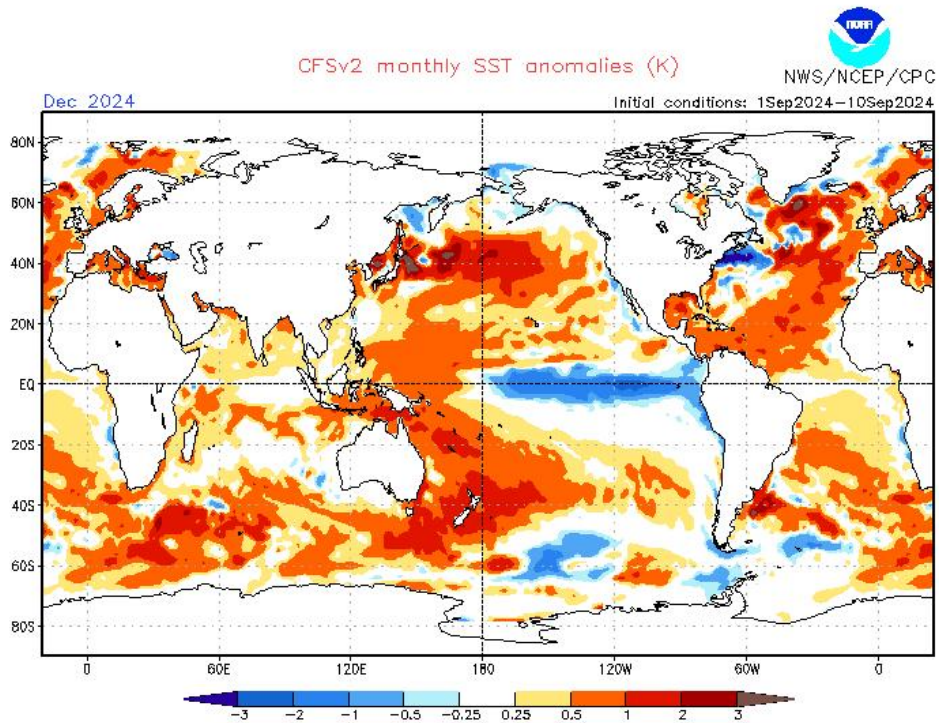 NOAA
CFSv2 monthly SST anomalies (K)
NWS/NCEP/CPC
Dec 2024
Initial conditions: 1Sep2024-10Sep2024
80N
60N
40N
20N
EQ
20S
40S
60S
80S
0 60E 120E 180 120W 60W 0
-3 -2 -1 -0.5 -0.25 0.25 0.5 1 2 3